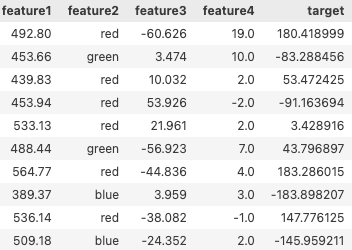 feature1 feature2 feature3 feature4 target
492.80 red -60.626 19.0 180.418999
453.66 green 3.474 10.0 -83.288456
439.83 red 10.032 2.0 53.472425
453.94 red 53.926 -2.0 -91.163694
533.13 red 21.961 2.0 3.428916
488.44 green -56.923 7.0 43.796897
564.77 red -44.836 4.0 183.286015
389.37 blue 3.959 3.0 -183.898207
536.14 red -38.082 -1.0 147.776125
509.18 blue -24.352 2.0 -145.959211